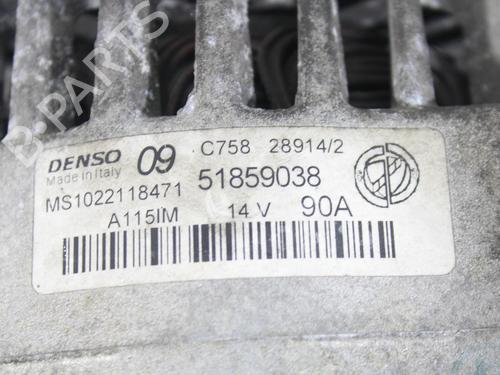 B-PARTS
DENSO 09 C758 28914/2
Made in Italy
MS1022118471 51859038
A115IM 14 V 90A